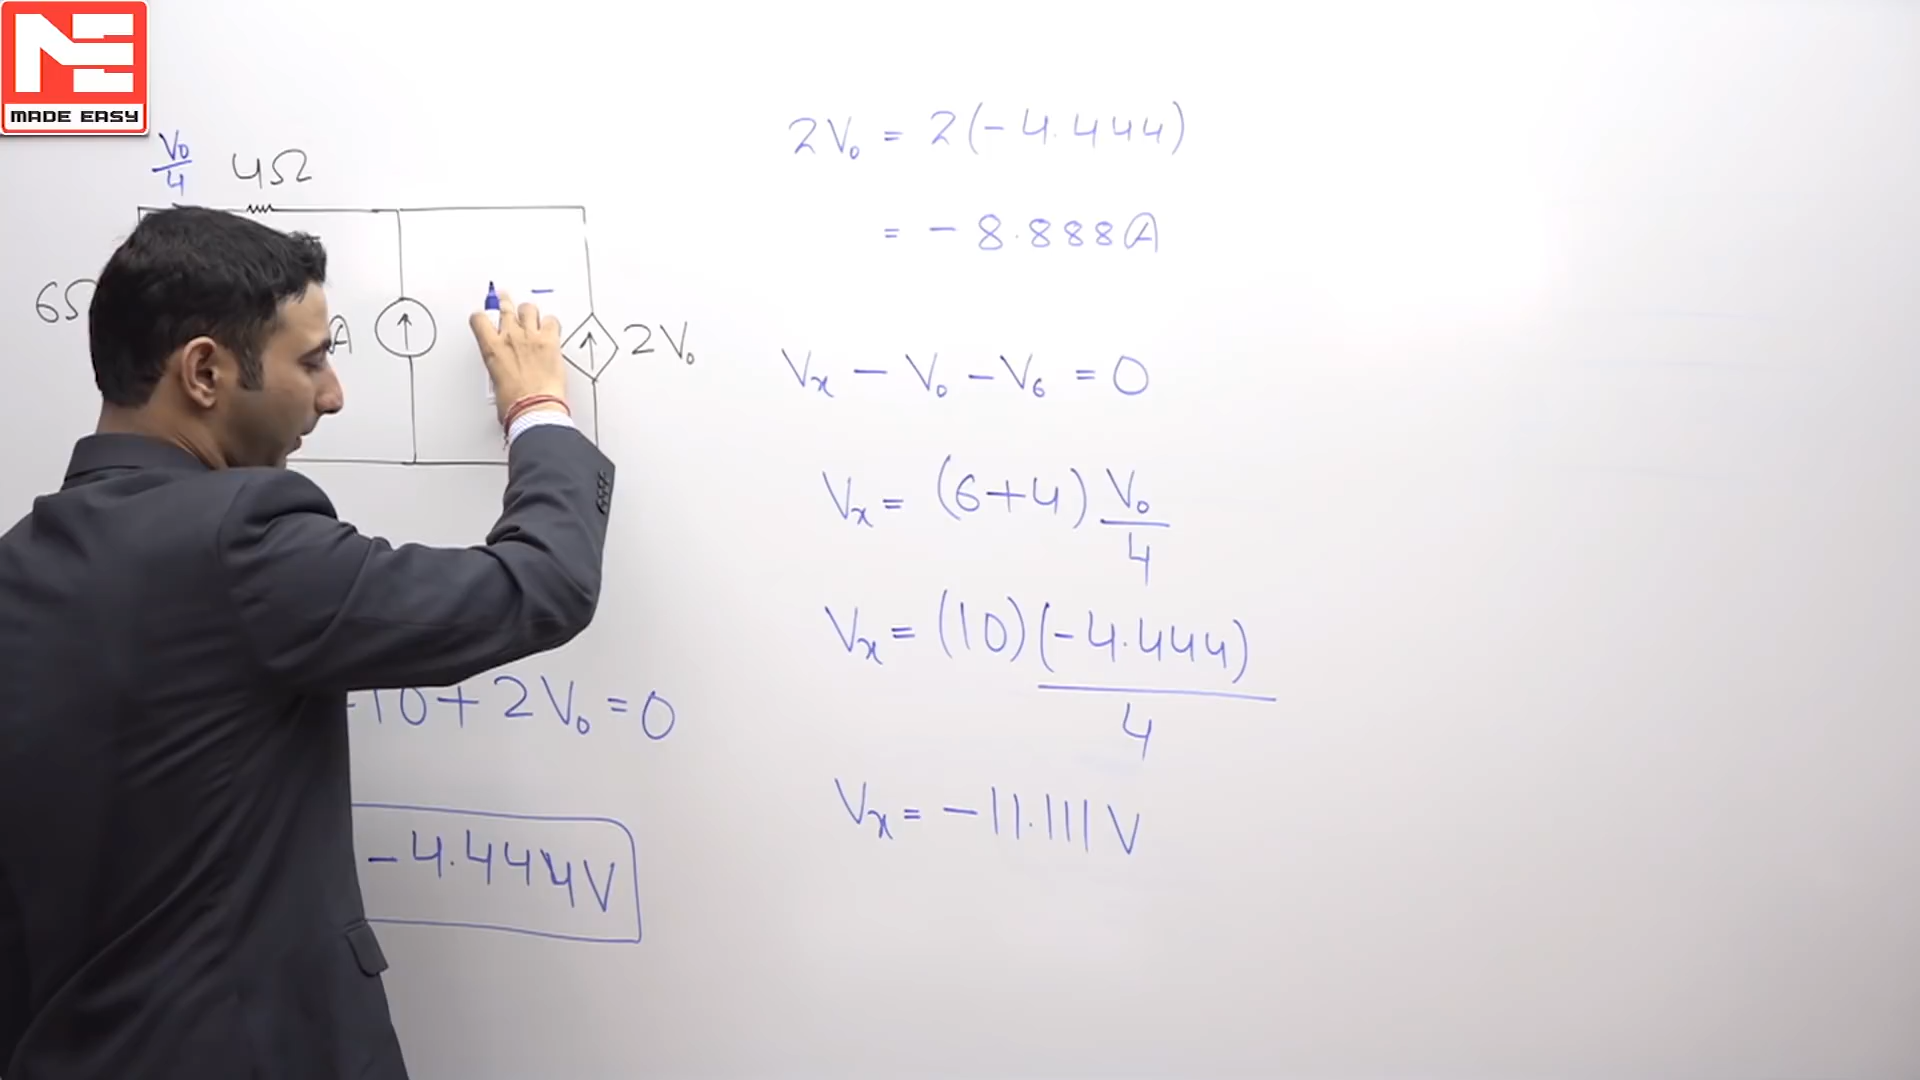 MADE EASY
V₀/4
4Ω
6Ω
A
2V₀
10 + 2V₀ = 0
-4.444V
2V₀ = 2(-4.444)
= -8.888A
Vₓ - V₀ - V₆ = 0
Vₓ = (6+4) V₀/4
Vₓ = (10)(-4.444)/4
Vₓ = -11.111 V